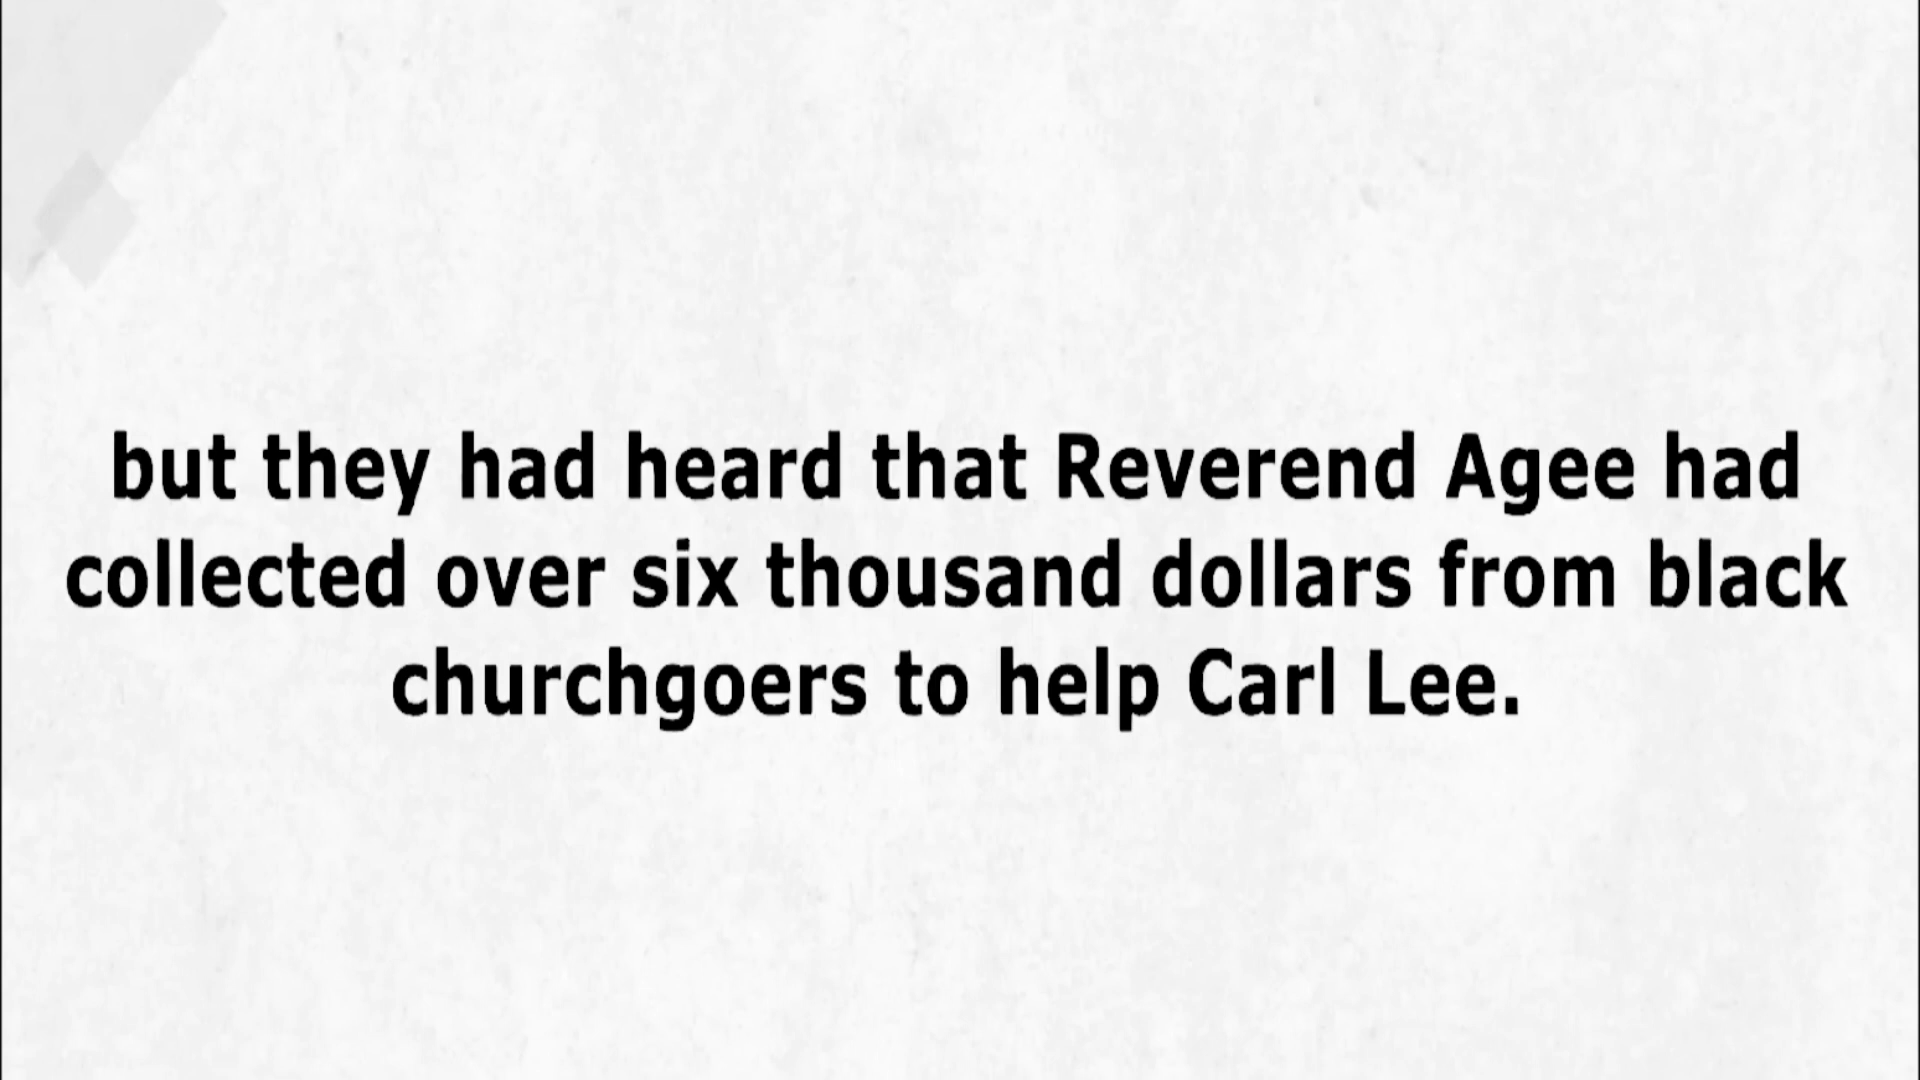 but they had heard that Reverend Agee had
collected over six thousand dollars from black
churchgoers to help Carl Lee.